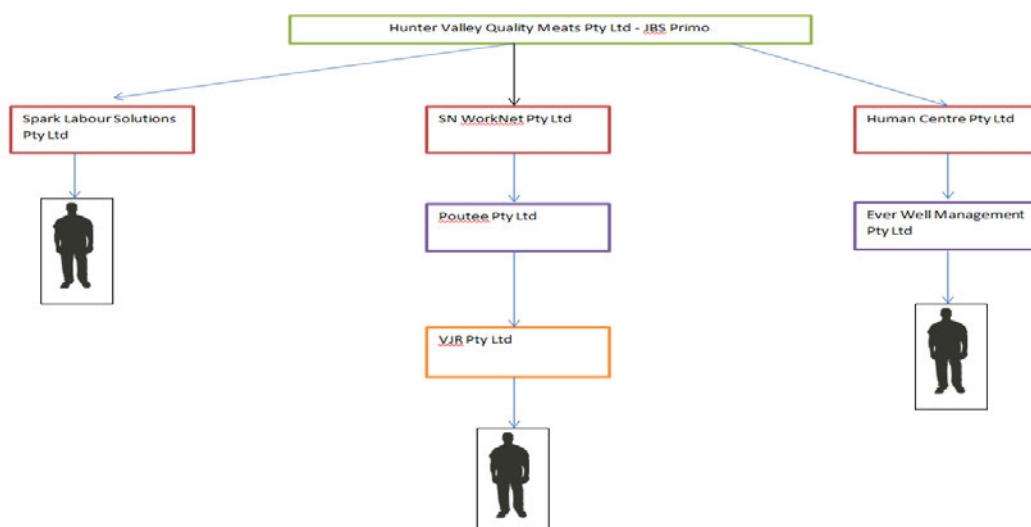 Hunter Valley Quality Meats Pty Ltd - JBS Primo
Spark Labour Solutions
Pty Ltd
SN WorkNet Pty Ltd
Human Centre Pty Ltd
Poutee Pty Ltd
Ever Well Management
Pty Ltd
VJR Pty Ltd